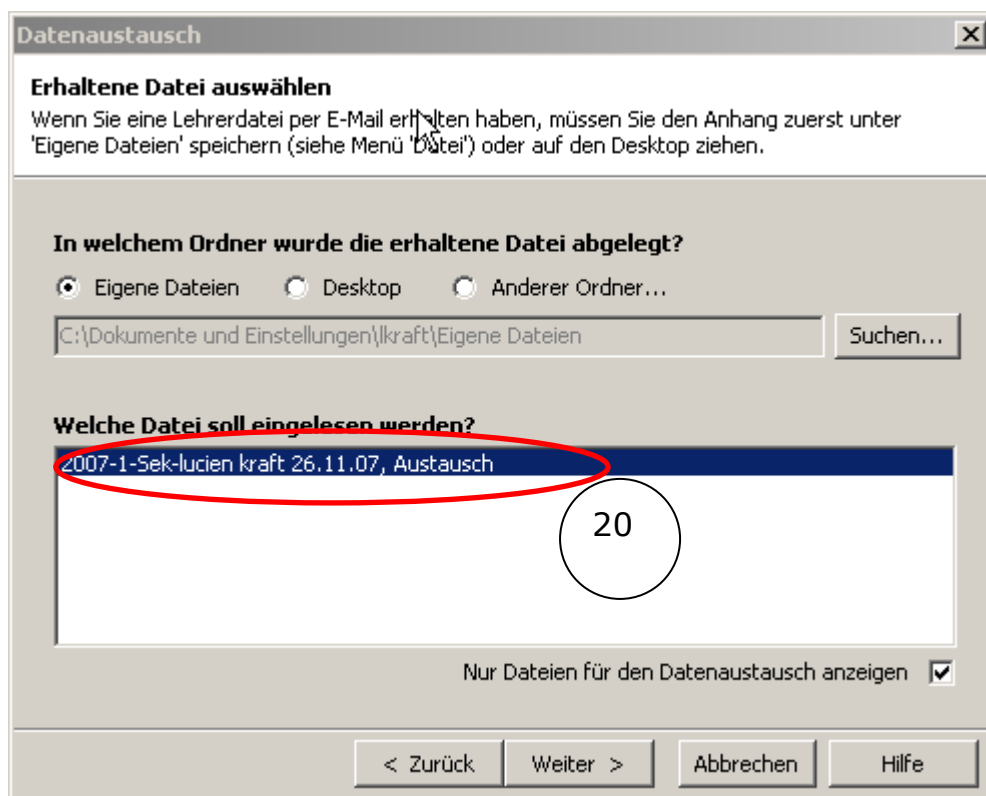 Datenaustausch
Erhaltene Datei auswählen
Wenn Sie eine Lehrerdatei per E-Mail erhalten haben, müssen Sie den Anhang zuerst unter
'Eigene Dateien' speichern (siehe Menü 'Datei') oder auf den Desktop ziehen.
In welchem Ordner wurde die erhaltene Datei abgelegt?
Eigene Dateien Desktop Anderer Ordner...
C:\Dokumente und Einstellungen\lkraft\Eigene Dateien Suchen...
Welche Datei soll eingelesen werden?
2007-1-Sek-lucien kraft 26.11.07, Austausch
20
Nur Dateien für den Datenaustausch anzeigen
< Zurück Weiter > Abbrechen Hilfe